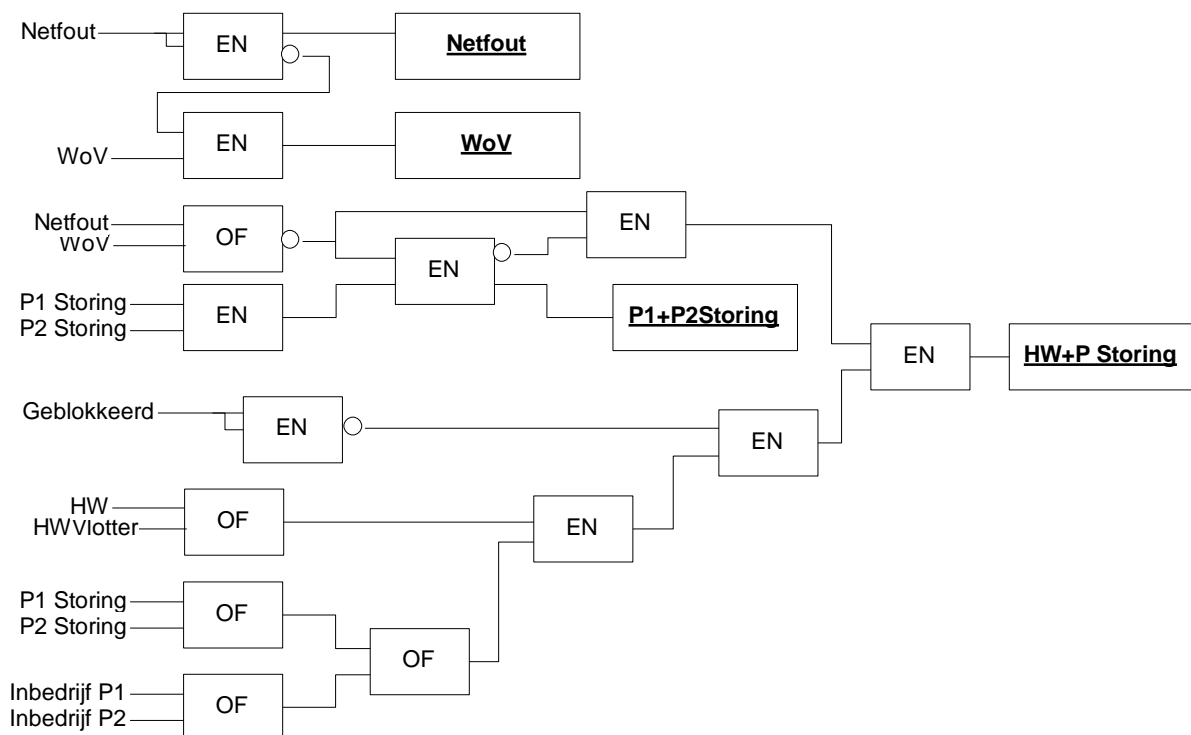 Netfout
EN
Netfout
EN
WoV
WoV
Netfout
WoV
OF
EN
EN
P1 Storing
P2 Storing
EN
P1+P2Storing
EN
HW+P Storing
Geblokkeerd
EN
EN
HW
HWVlotter
OF
EN
P1 Storing
P2 Storing
OF
OF
Inbedrijf P1
Inbedrijf P2
OF